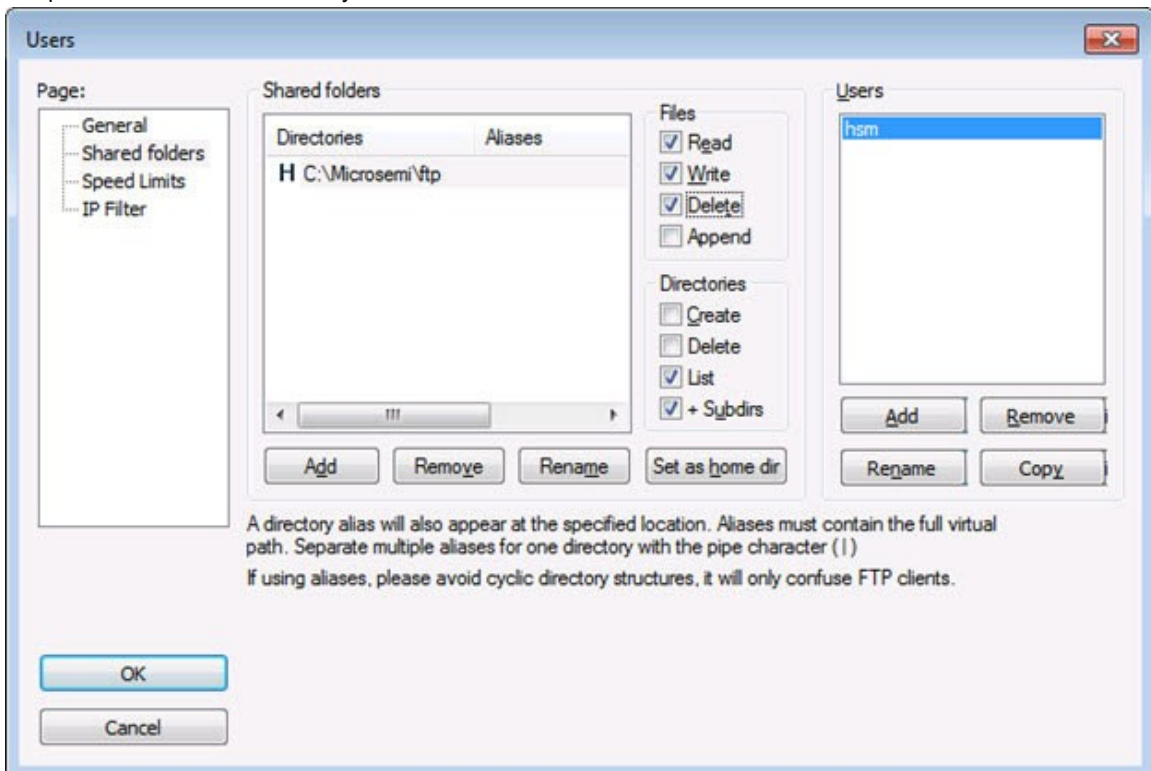 Users
Page:
General
Shared folders
Speed Limits
IP Filter
Shared folders
Directories Aliases
H C:\Microsemi\ftp
Files
Read
Write
Delete
Append
Directories
Create
Delete
List
+ Subdirs
Add Remove Rename Set as home dir
Users
hsm
Add Remove
Rename Copy
A directory alias will also appear at the specified location. Aliases must contain the full virtual
path. Separate multiple aliases for one directory with the pipe character (|)
If using aliases, please avoid cyclic directory structures, it will only confuse FTP clients.
OK
Cancel